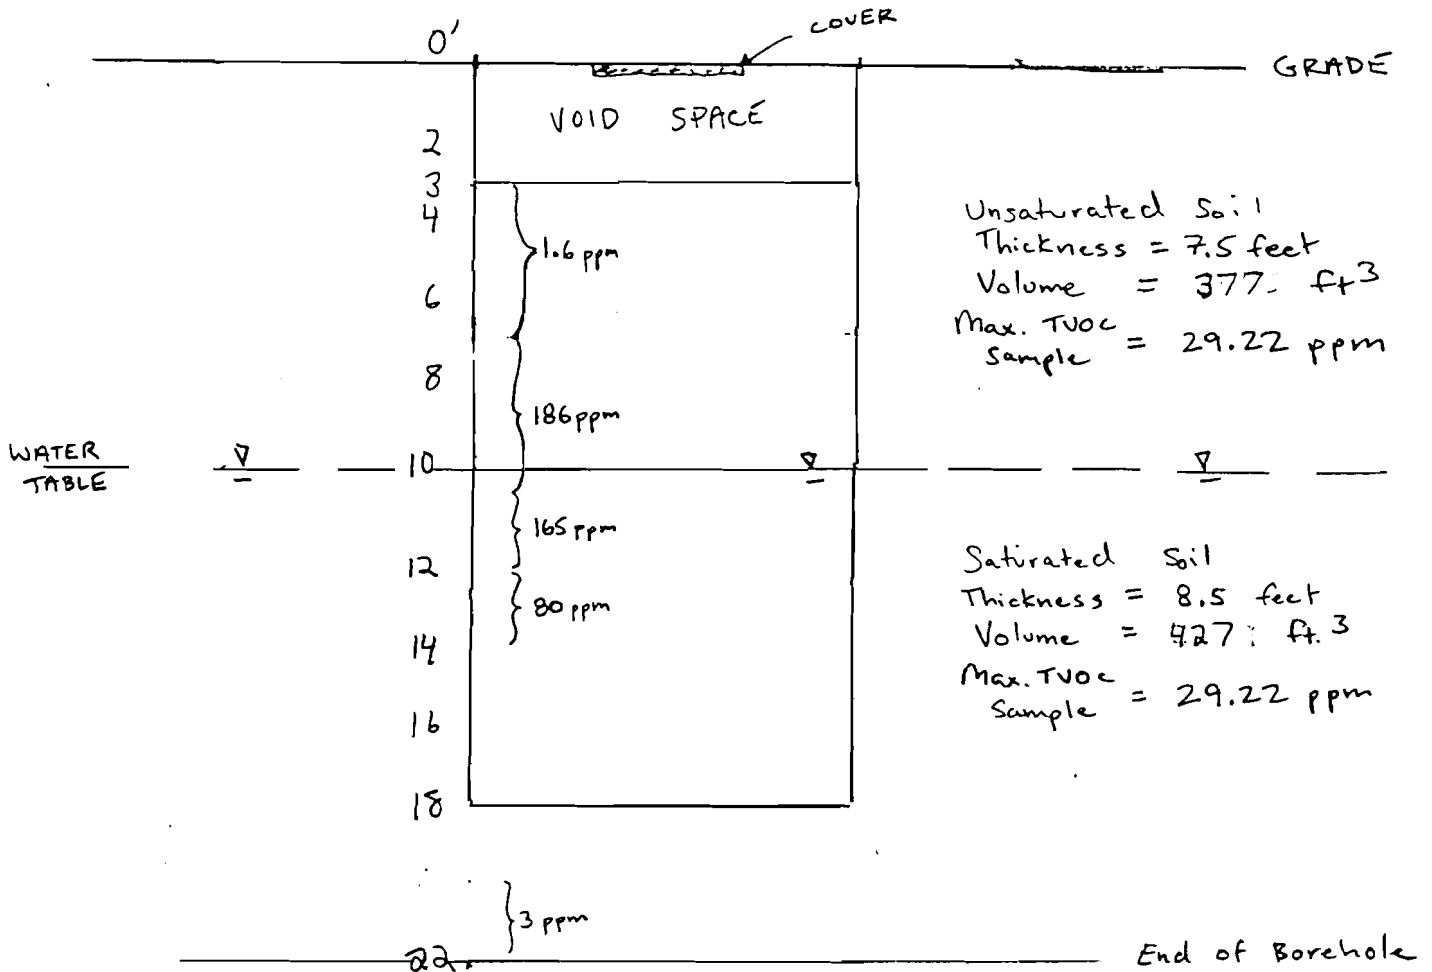 0'
COVER
GRADE
VOID SPACE
2
3
4
1.6 ppm
6
8
186 ppm
Unsaturated Soil
Thickness = 7.5 feet
Volume = 377. ft3
Max. TVOC
Sample = 29.22 ppm
WATER
TABLE
10
165 ppm
12
80 ppm
14
16
18
Saturated Soil
Thickness = 8.5 feet
Volume = 427. ft.3
Max. TVOC
Sample = 29.22 ppm
3 ppm
22
End of Borehole